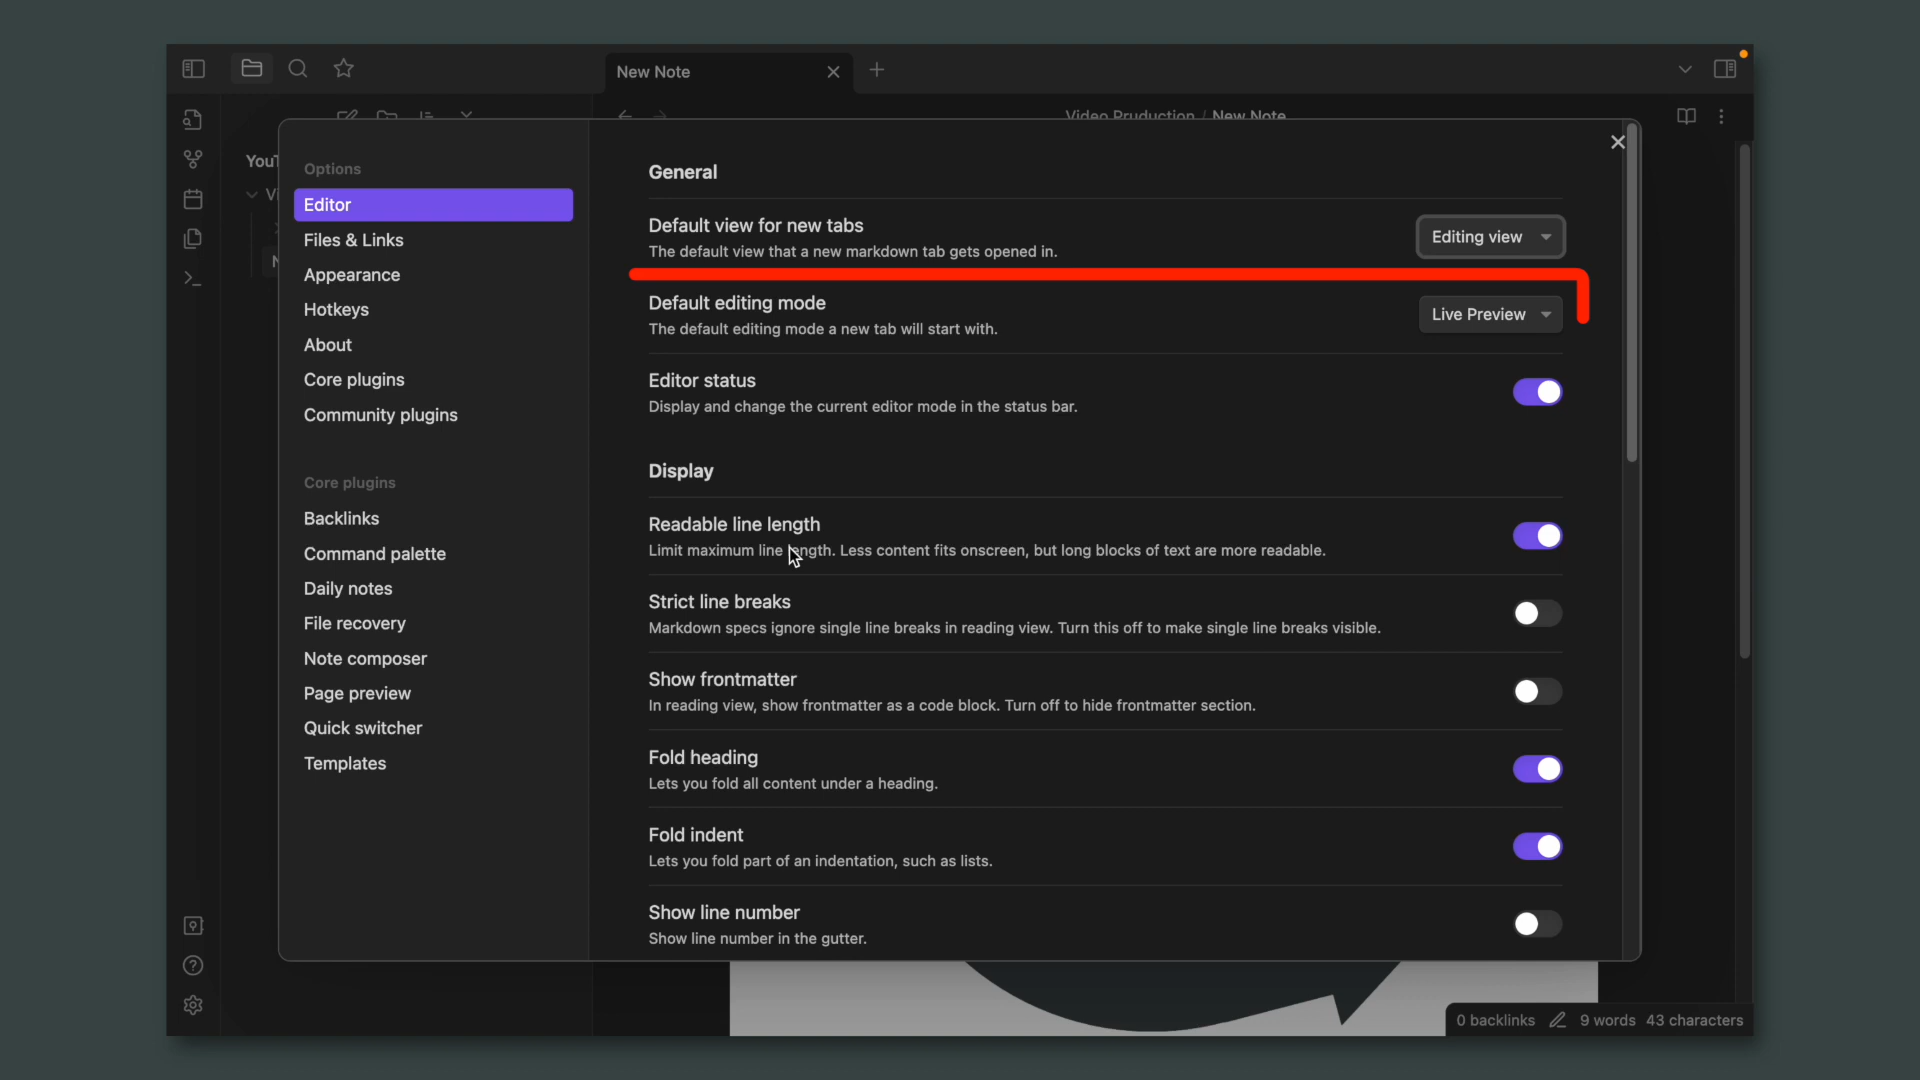 New Note
Video Pruduction / New Note
YouT
Vi
N
Options
Editor
Files & Links
Appearance
Hotkeys
About
Core plugins
Community plugins
Core plugins
Backlinks
Command palette
Daily notes
File recovery
Note composer
Page preview
Quick switcher
Templates
General
Default view for new tabs
The default view that a new markdown tab gets opened in.
Editing view
Default editing mode
The default editing mode a new tab will start with.
Live Preview
Editor status
Display and change the current editor mode in the status bar.
Display
Readable line length
Limit maximum line length. Less content fits onscreen, but long blocks of text are more readable.
Strict line breaks
Markdown specs ignore single line breaks in reading view. Turn this off to make single line breaks visible.
Show frontmatter
In reading view, show frontmatter as a code block. Turn off to hide frontmatter section.
Fold heading
Lets you fold all content under a heading.
Fold indent
Lets you fold part of an indentation, such as lists.
Show line number
Show line number in the gutter.
0 backlinks 9 words 43 characters